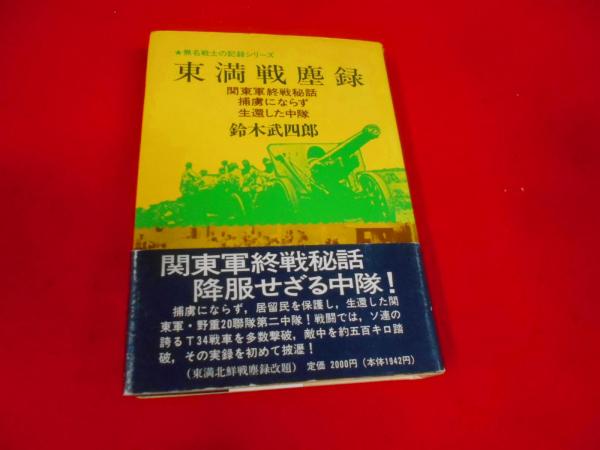 ★無名戦士の記録シリーズ
東満戦塵録
関東軍終戦秘話
捕虜にならず
生還した中隊
鈴木武四郎
関東軍終戦秘話
降服せざる中隊!
捕虜にならず，居留民を保護し，生還した関
東軍・野重20聯隊第二中隊！戦闘では，ソ連の
誇るT34戦車を多数撃破，敵中を約五百キロ踏
破，その実録を初めて披瀝！
（東満北鮮戦塵録改題） 定価 2000円（本体1942円）